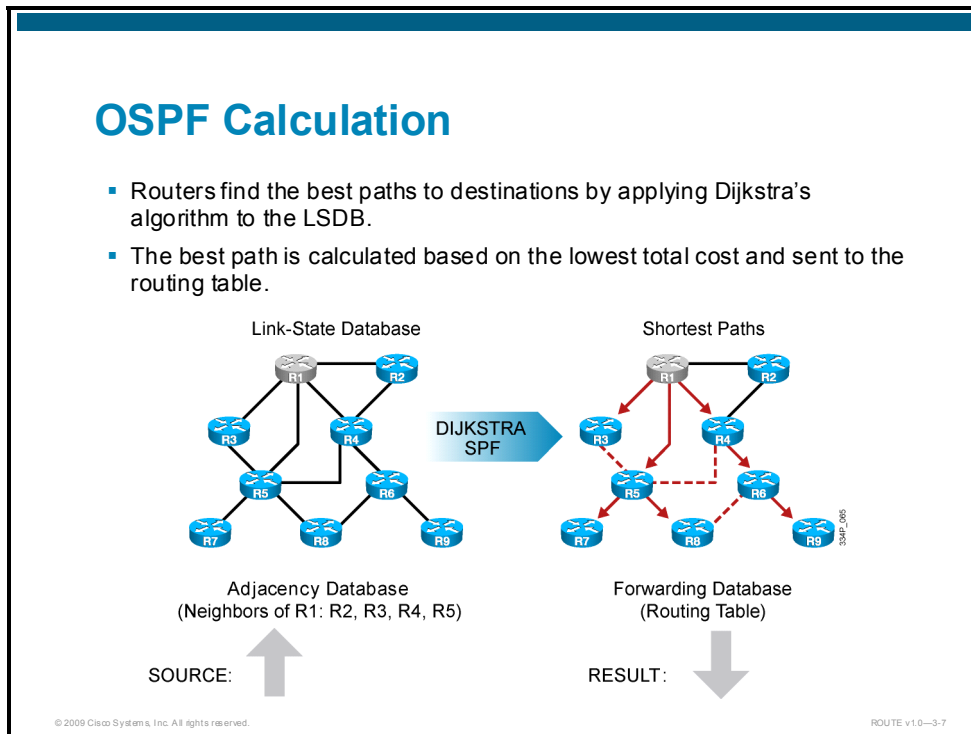 OSPF Calculation
Routers find the best paths to destinations by applying Dijkstra's
algorithm to the LSDB.
The best path is calculated based on the lowest total cost and sent to the
routing table.
Link-State Database
Shortest Paths
R1
R2
R3
R4
R5
R6
R7
R8
R9
DIJKSTRA
SPF
R1
R2
R3
R4
R5
R6
R7
R8
R9
334P_065
Adjacency Database
(Neighbors of R1: R2, R3, R4, R5)
Forwarding Database
(Routing Table)
SOURCE:
RESULT:
© 2009 Cisco Systems, Inc. All rights reserved.
ROUTE v1.0—3-7